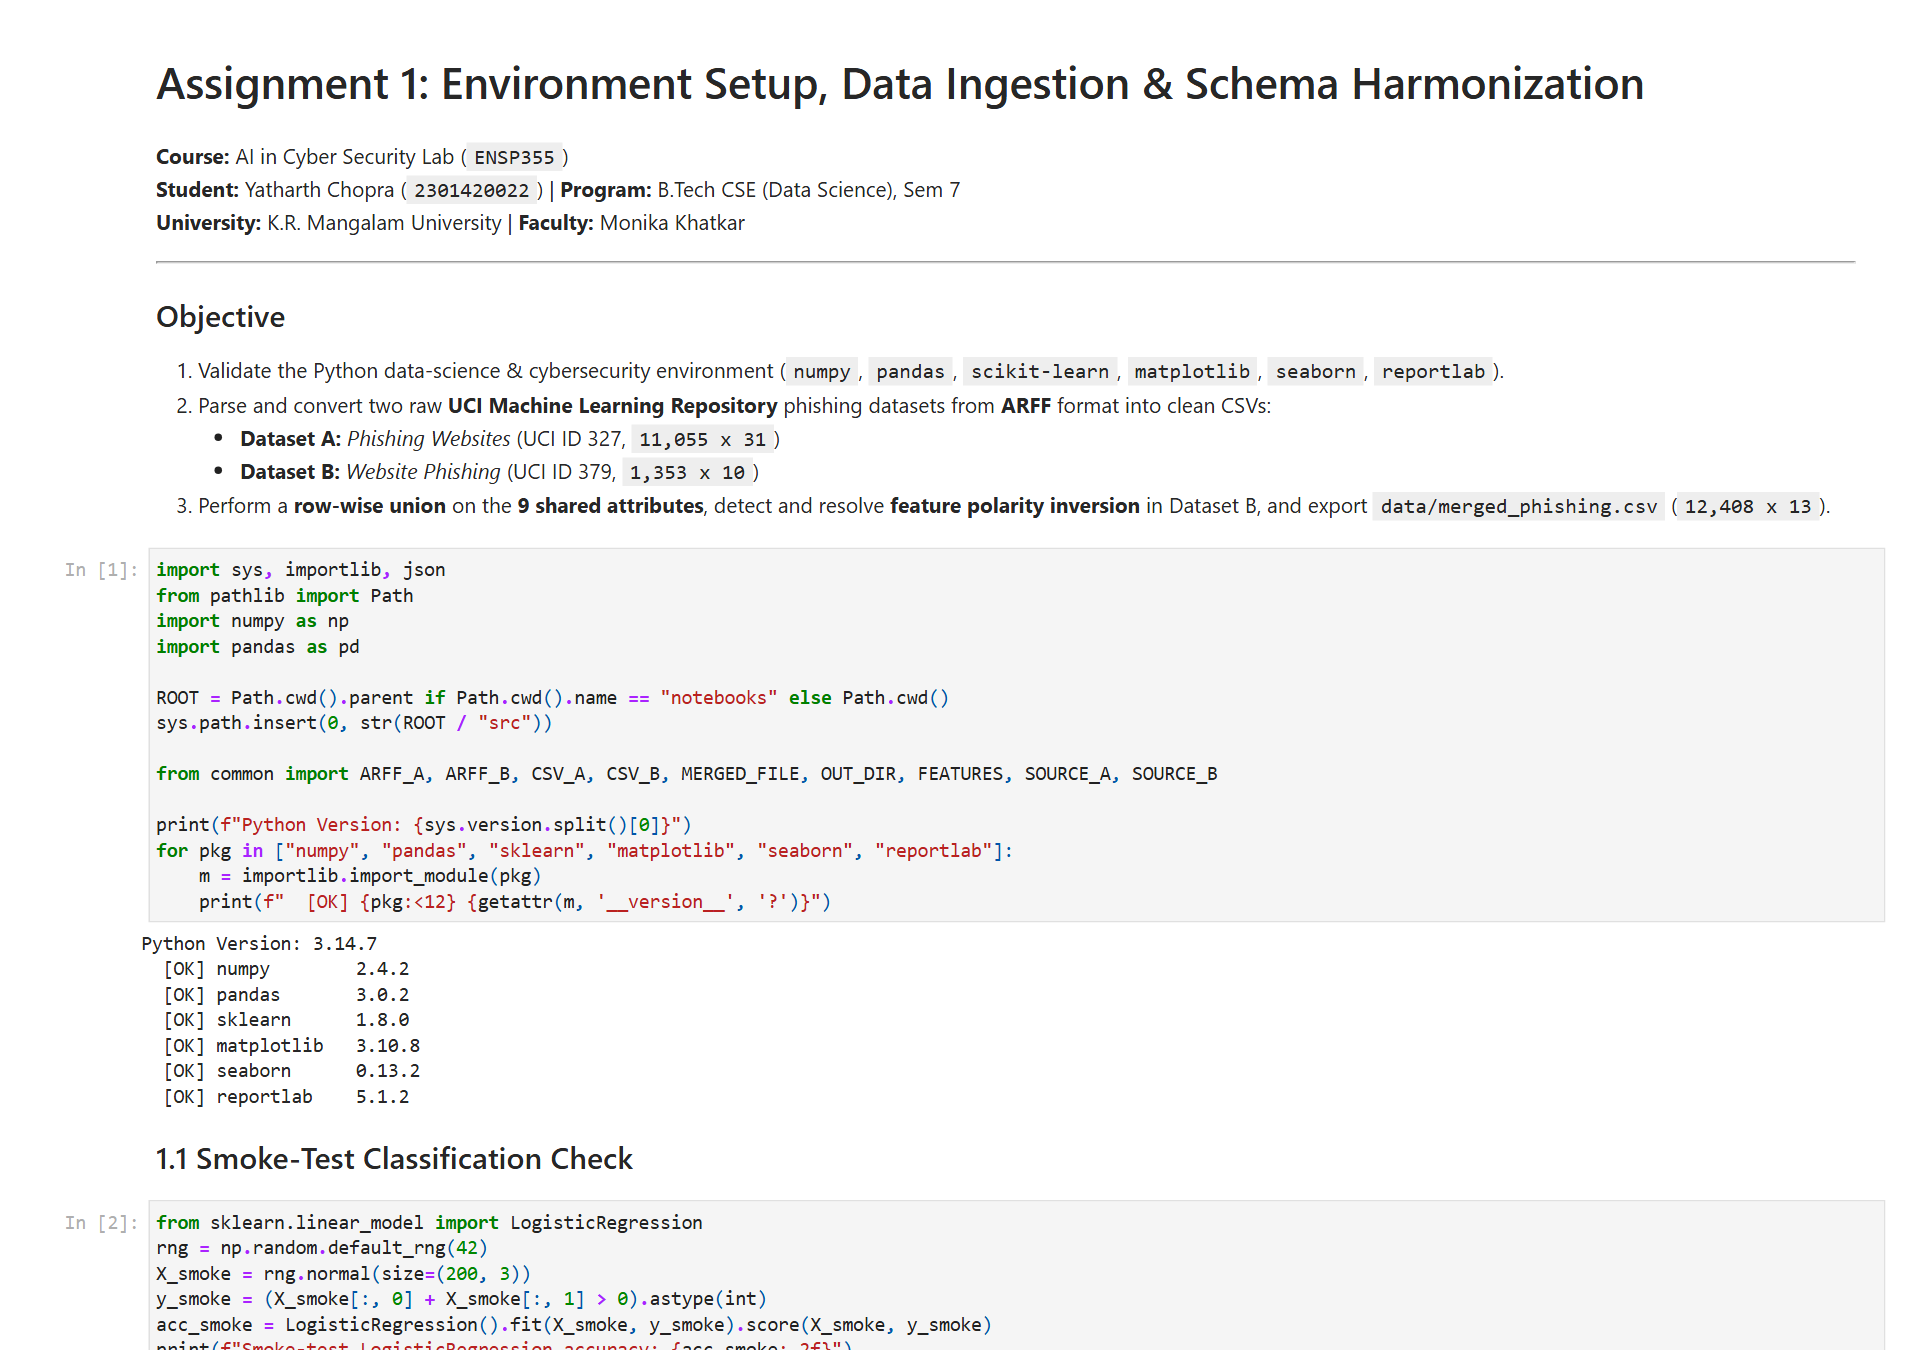 Assignment 1: Environment Setup, Data Ingestion & Schema Harmonization
Course: AI in Cyber Security Lab ( ENSP355 )
Student: Yatharth Chopra ( 2301420022 ) | Program: B.Tech CSE (Data Science), Sem 7
University: K.R. Mangalam University | Faculty: Monika Khatkar
Objective
1. Validate the Python data-science & cybersecurity environment ( numpy , pandas , scikit-learn , matplotlib , seaborn , reportlab ).
2. Parse and convert two raw UCI Machine Learning Repository phishing datasets from ARFF format into clean CSVs:
• Dataset A: Phishing Websites (UCI ID 327, 11,055 x 31 )
• Dataset B: Website Phishing (UCI ID 379, 1,353 x 10 )
3. Perform a row-wise union on the 9 shared attributes, detect and resolve feature polarity inversion in Dataset B, and export data/merged_phishing.csv ( 12,408 x 13 ).
In [1]: import sys, importlib, json
from pathlib import Path
import numpy as np
import pandas as pd
ROOT = Path.cwd().parent if Path.cwd().name == "notebooks" else Path.cwd()
sys.path.insert(0, str(ROOT / "src"))
from common import ARFF_A, ARFF_B, CSV_A, CSV_B, MERGED_FILE, OUT_DIR, FEATURES, SOURCE_A, SOURCE_B
print(f"Python Version: {sys.version.split()[0]}")
for pkg in ["numpy", "pandas", "sklearn", "matplotlib", "seaborn", "reportlab"]:
    m = importlib.import_module(pkg)
    print(f"  [OK] {pkg:<12} {getattr(m, '__version__', '?')}")
Python Version: 3.14.7
  [OK] numpy        2.4.2
  [OK] pandas       3.0.2
  [OK] sklearn      1.8.0
  [OK] matplotlib   3.10.8
  [OK] seaborn      0.13.2
  [OK] reportlab    5.1.2
1.1 Smoke-Test Classification Check
In [2]: from sklearn.linear_model import LogisticRegression
rng = np.random.default_rng(42)
X_smoke = rng.normal(size=(200, 3))
y_smoke = (X_smoke[:, 0] + X_smoke[:, 1] > 0).astype(int)
acc_smoke = LogisticRegression().fit(X_smoke, y_smoke).score(X_smoke, y_smoke)
print(f"Smoke-test LogisticRegression accuracy: {acc_smoke:.2f}")